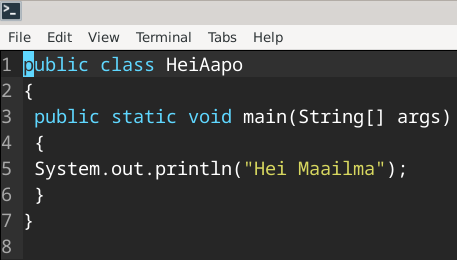 >_
File Edit View Terminal Tabs Help
1 public class HeiAapo
2 {
3  public static void main(String[] args)
4  {
5  System.out.println("Hei Maailma");
6  }
7 }
8